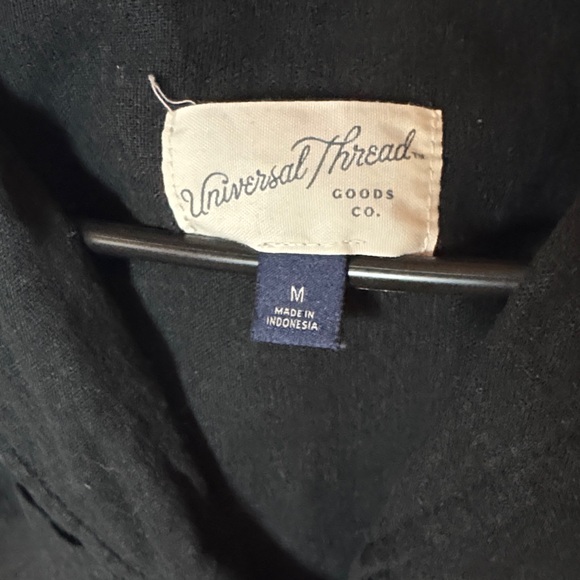 Universal Thread™
GOODS
CO.
M
MADE IN
INDONESIA